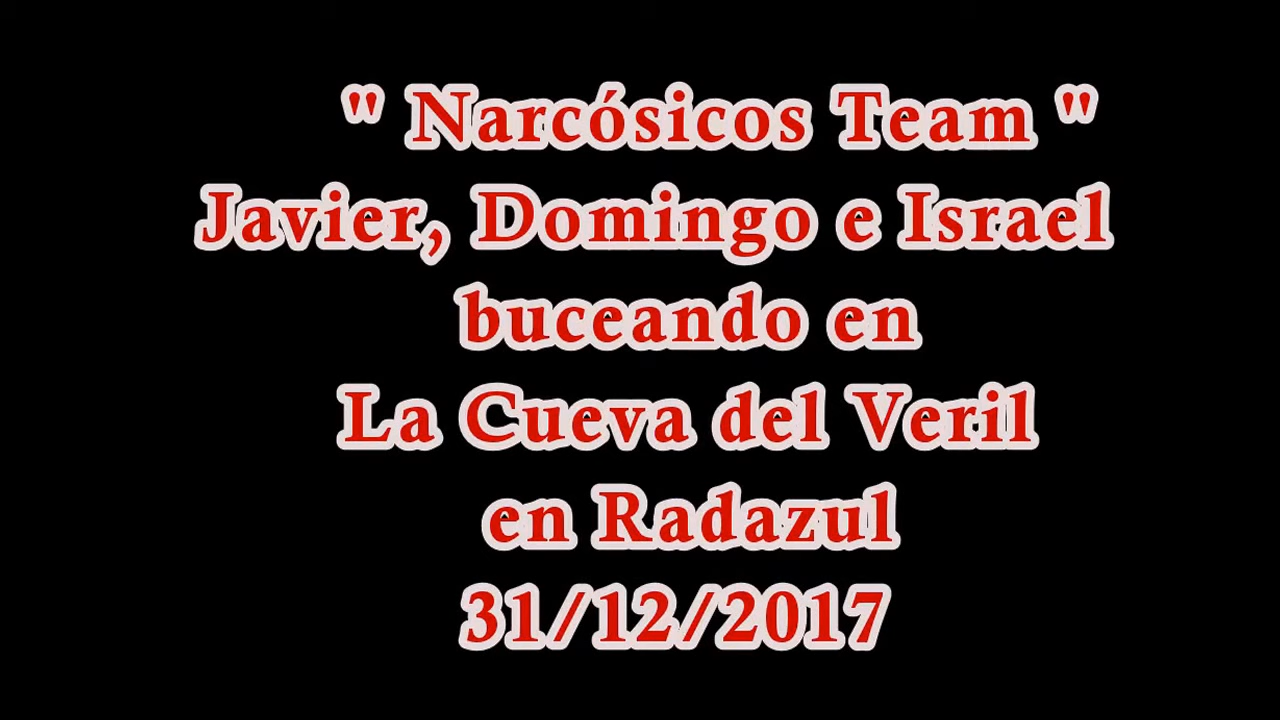 " Narcósicos Team "
Javier, Domingo e Israel
buceando en
La Cueva del Veril
en Radazul
31/12/2017